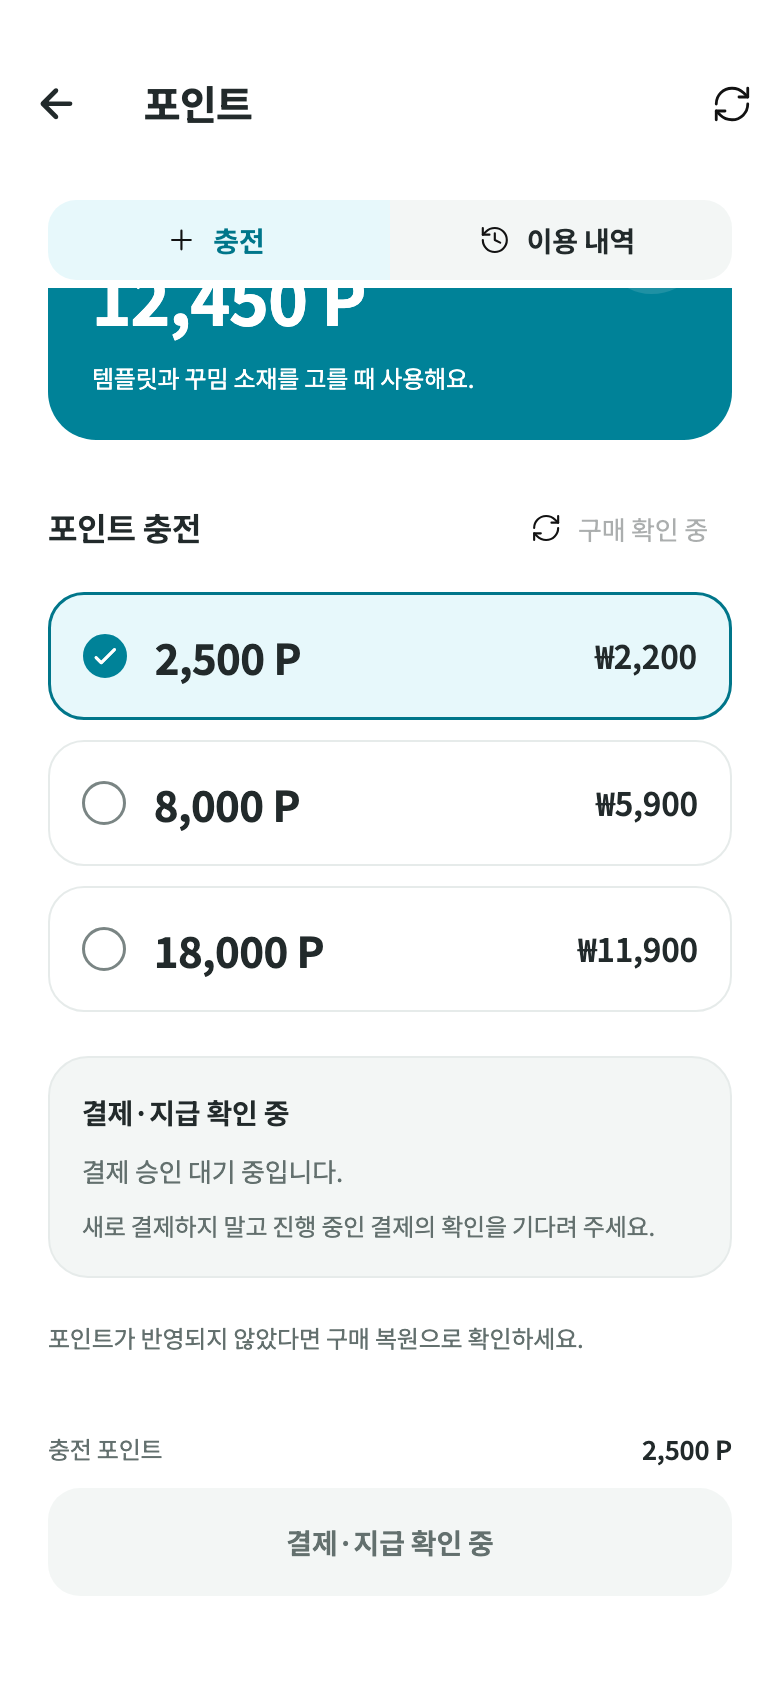 포인트
충전
이용 내역
12,450 P
템플릿과 꾸밈 소재를 고를 때 사용해요.
포인트 충전
구매 확인 중
2,500 P
₩2,200
8,000 P
₩5,900
18,000 P
₩11,900
결제·지급 확인 중
결제 승인 대기 중입니다.
새로 결제하지 말고 진행 중인 결제의 확인을 기다려 주세요.
포인트가 반영되지 않았다면 구매 복원으로 확인하세요.
충전 포인트
2,500 P
결제·지급 확인 중